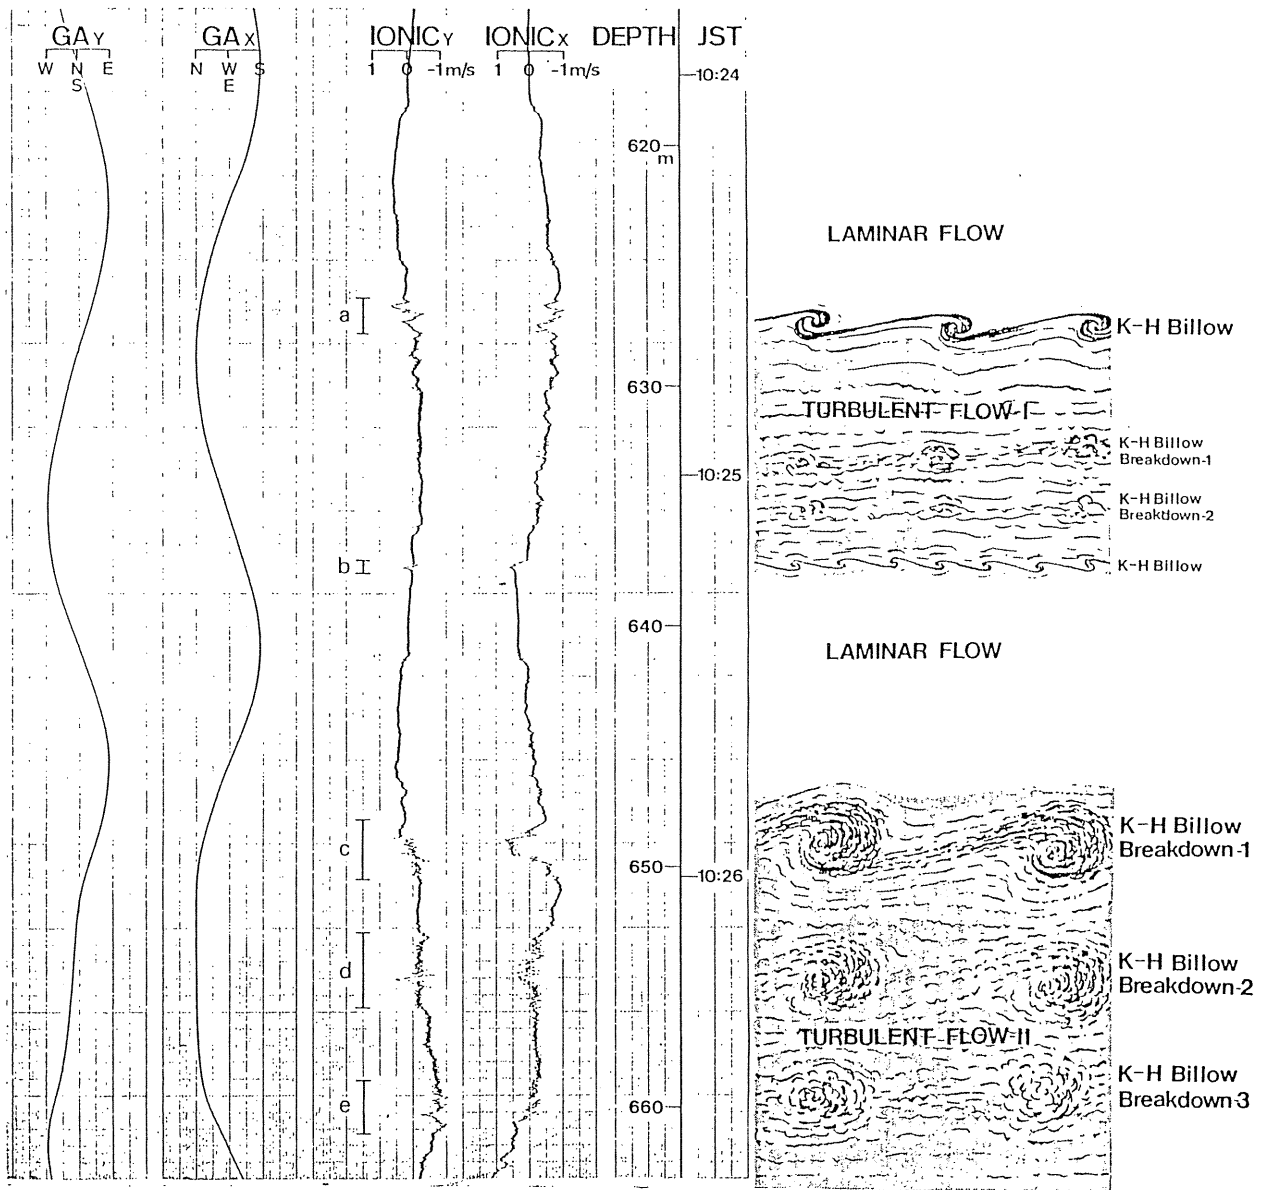 GAY GAX IONICY IONICX DEPTH JST
W N E N W S 1 0 -1m/s 1 0 -1m/s
S E
10:24
620
m
LAMINAR FLOW
a
K-H Billow
630
TURBULENT FLOW-I
K-H Billow
Breakdown-1
10:25
K-H Billow
Breakdown-2
b
K-H Billow
640
LAMINAR FLOW
K-H Billow
Breakdown-1
c
650
10:26
d
K-H Billow
Breakdown-2
TURBULENT-FLOW-II
K-H Billow
Breakdown-3
e
660